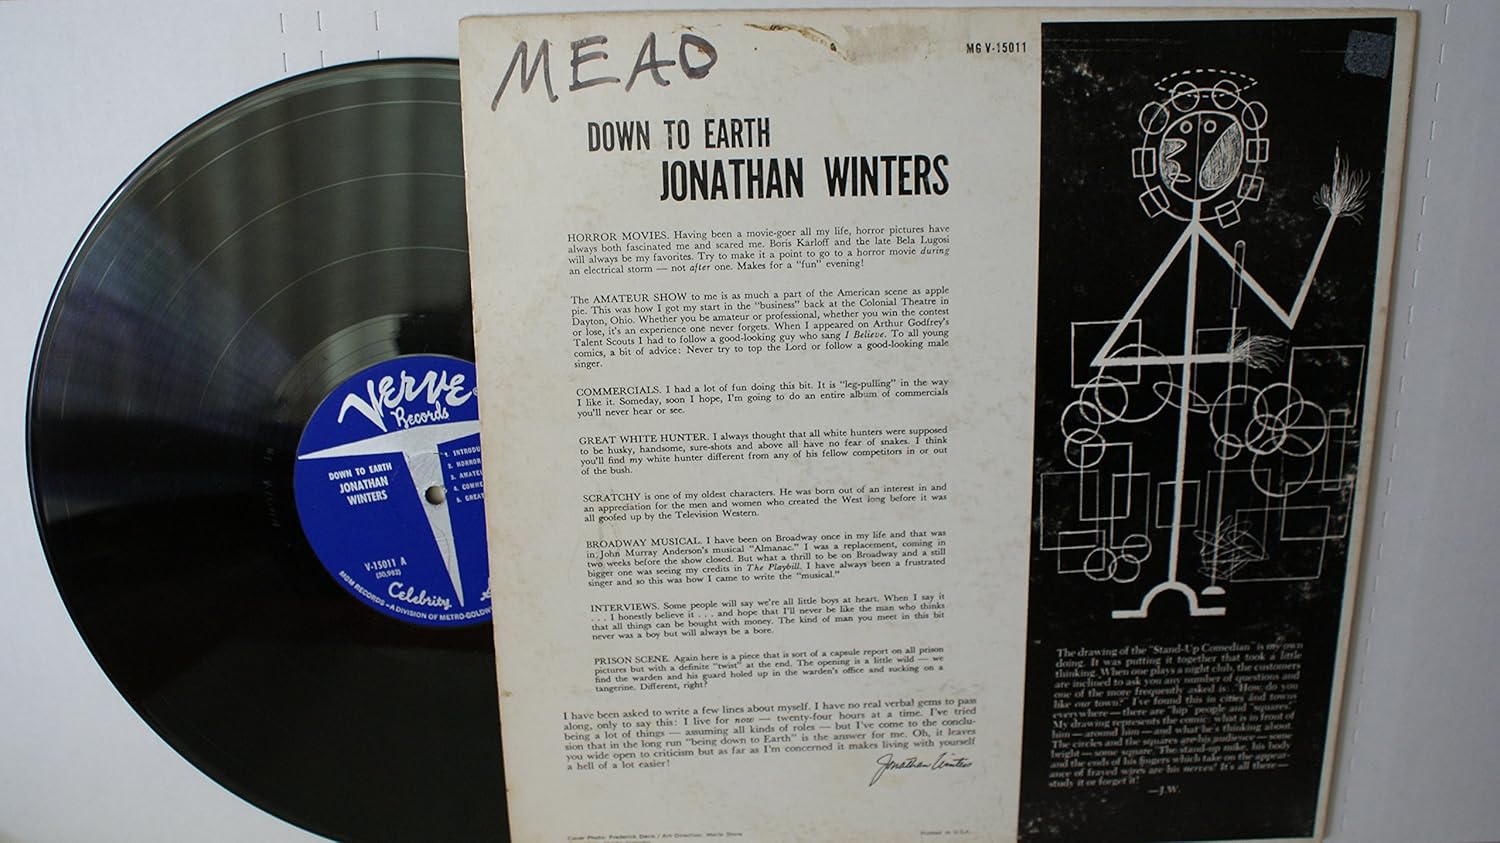 MEAD
MG V-15011
DOWN TO EARTH
JONATHAN WINTERS
HORROR MOVIES. Having been a movie-goer all my life, horror pictures have
always both fascinated me and scared me. Boris Karloff and the late Bela Lugosi
will always be my favorites. Try to make it a point to go to a horror movie during
an electrical storm — not after one. Makes for a "fun" evening!
The AMATEUR SHOW to me is as much a part of the American scene as apple
pie. This was how I got my start in the "business" back at the Colonial Theatre in
Dayton, Ohio. Whether you be amateur or professional, whether you win the contest
or lose, it's an experience one never forgets. When I appeared on Arthur Godfrey's
Talent Scouts I had to follow a good-looking guy who sang I Believe. To all young
comics, a bit of advice: Never try to top the Lord or follow a good-looking male
singer.
COMMERCIALS. I had a lot of fun doing this bit. It is "leg-pulling" in the way
I like it. Someday, soon I hope, I'm going to do an entire album of commercials
you'll never hear or see.
GREAT WHITE HUNTER. I always thought that all white hunters were supposed
to be husky, handsome, sure-shots and above all have no fear of snakes. I think
you'll find my white hunter different from any of his fellow competitors in or out
of the bush.
SCRATCHY is one of my oldest characters. He was born out of an interest in and
an appreciation for the men and women who created the West long before it was
all goofed up by the Television Western.
BROADWAY MUSICAL. I have been on Broadway once in my life and that was
in John Murray Anderson's musical "Almanac." I was a replacement, coming in
two weeks before the show closed. But what a thrill to be on Broadway and a still
bigger one was seeing my credits in The Playbill. I have always been a frustrated
singer and so this was how I came to write the "musical."
INTERVIEWS. Some people will say we're all little boys at heart. When I say it
. . . I honestly believe it . . . and hope that I'll never be like the man who thinks
that all things can be bought with money. The kind of man you meet in this bit
never was a boy but will always be a bore.
PRISON SCENE. Again here is a piece that is sort of a capsule report on all prison
pictures but with a definite "twist" at the end. The opening is a little wild — we
find the warden and his guard holed up in the warden's office and sucking on a
tangerine. Different, right?
I have been asked to write a few lines about myself. I have no real verbal gems to pass
along, only to say this: I live for now — twenty-four hours at a time. I've tried
being a lot of things — assuming all kinds of roles — but I've come to the conclu-
sion that in the long run "being down to Earth" is the answer for me. Oh, it leaves
you wide open to criticism but as far as I'm concerned it makes living with yourself
a hell of a lot easier!
Jonathan Winters
Cover Photo: Frederick Davis / Art Direction: Merle Shore
Printed in U.S.A.
The drawing of the "Stand-Up Comedian" is my own
doing. It was putting it together that took a little
thinking. When one plays a night club, the customers
are inclined to ask you any number of questions and
one of the more frequently asked is: "How do you
like our town?" I've found this in cities and towns
everywhere — there are "hip" people and "squares."
My drawing represents the comic, what is in front of
him — around him — and what he's thinking about.
The circles and the squares are his audience — some
bright — some square. The stand-up mike, his body
and the ends of his fingers which take on the appear-
ance of frayed wires are his nerves! It's all there —
study it or forget it!
—J.W.
VERVE
Records
DOWN TO EARTH
JONATHAN
WINTERS
1. INTRODU
2. HORROR
3. AMATEU
4. COMME
5. GREAT
V-15011 A
(50,983)
Celebrity
MGM RECORDS - A DIVISION OF METRO-GOLDW